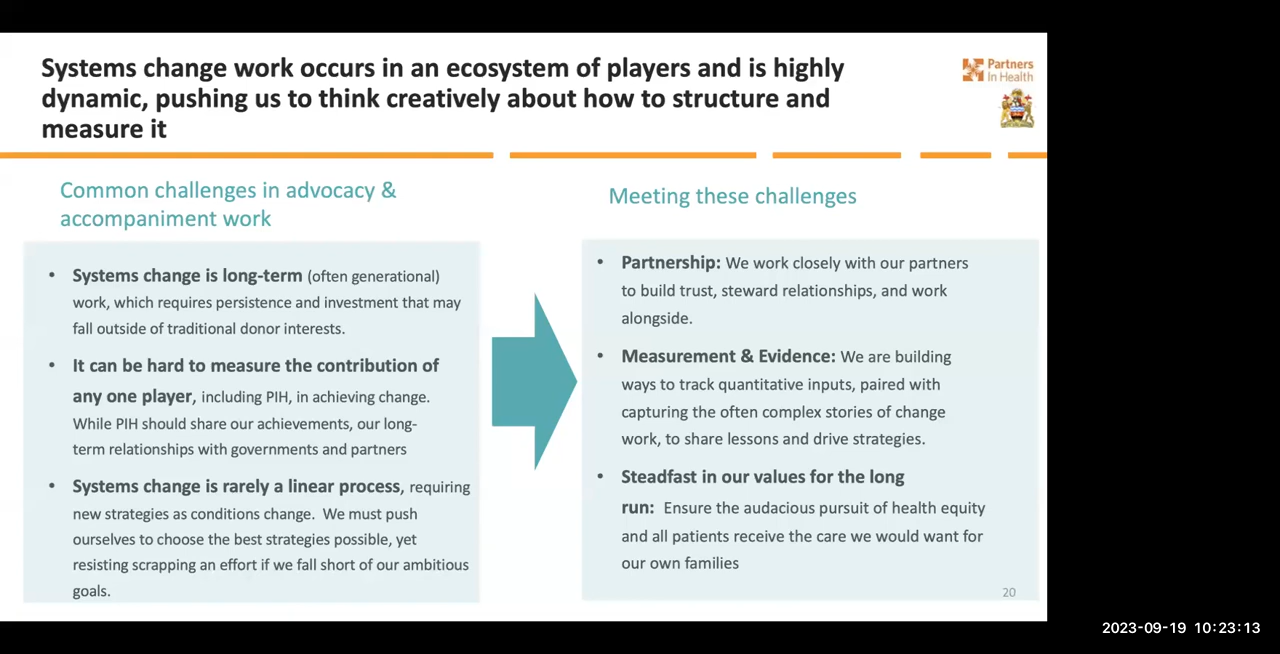 Systems change work occurs in an ecosystem of players and is highly
dynamic, pushing us to think creatively about how to structure and
measure it
Partners
In Health
Common challenges in advocacy &
accompaniment work
• Systems change is long-term (often generational)
work, which requires persistence and investment that may
fall outside of traditional donor interests.
• It can be hard to measure the contribution of
any one player, including PIH, in achieving change.
While PIH should share our achievements, our long-
term relationships with governments and partners
• Systems change is rarely a linear process, requiring
new strategies as conditions change.  We must push
ourselves to choose the best strategies possible, yet
resisting scrapping an effort if we fall short of our ambitious
goals.
Meeting these challenges
• Partnership: We work closely with our partners
to build trust, steward relationships, and work
alongside.
• Measurement & Evidence: We are building
ways to track quantitative inputs, paired with
capturing the often complex stories of change
work, to share lessons and drive strategies.
• Steadfast in our values for the long
run:  Ensure the audacious pursuit of health equity
and all patients receive the care we would want for
our own families
20
2023-09-19 10:23:13